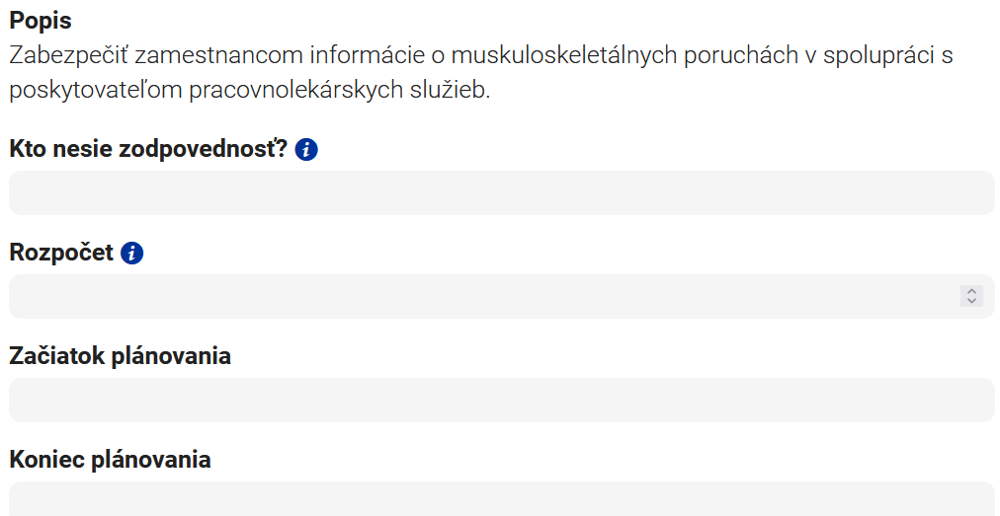 Popis
Zabezpečiť zamestnancom informácie o muskuloskeletálnych poruchách v spolupráci s
poskytovateľom pracovnolekárskych služieb.
Kto nesie zodpovednosť? i
Rozpočet i
Začiatok plánovania
Koniec plánovania